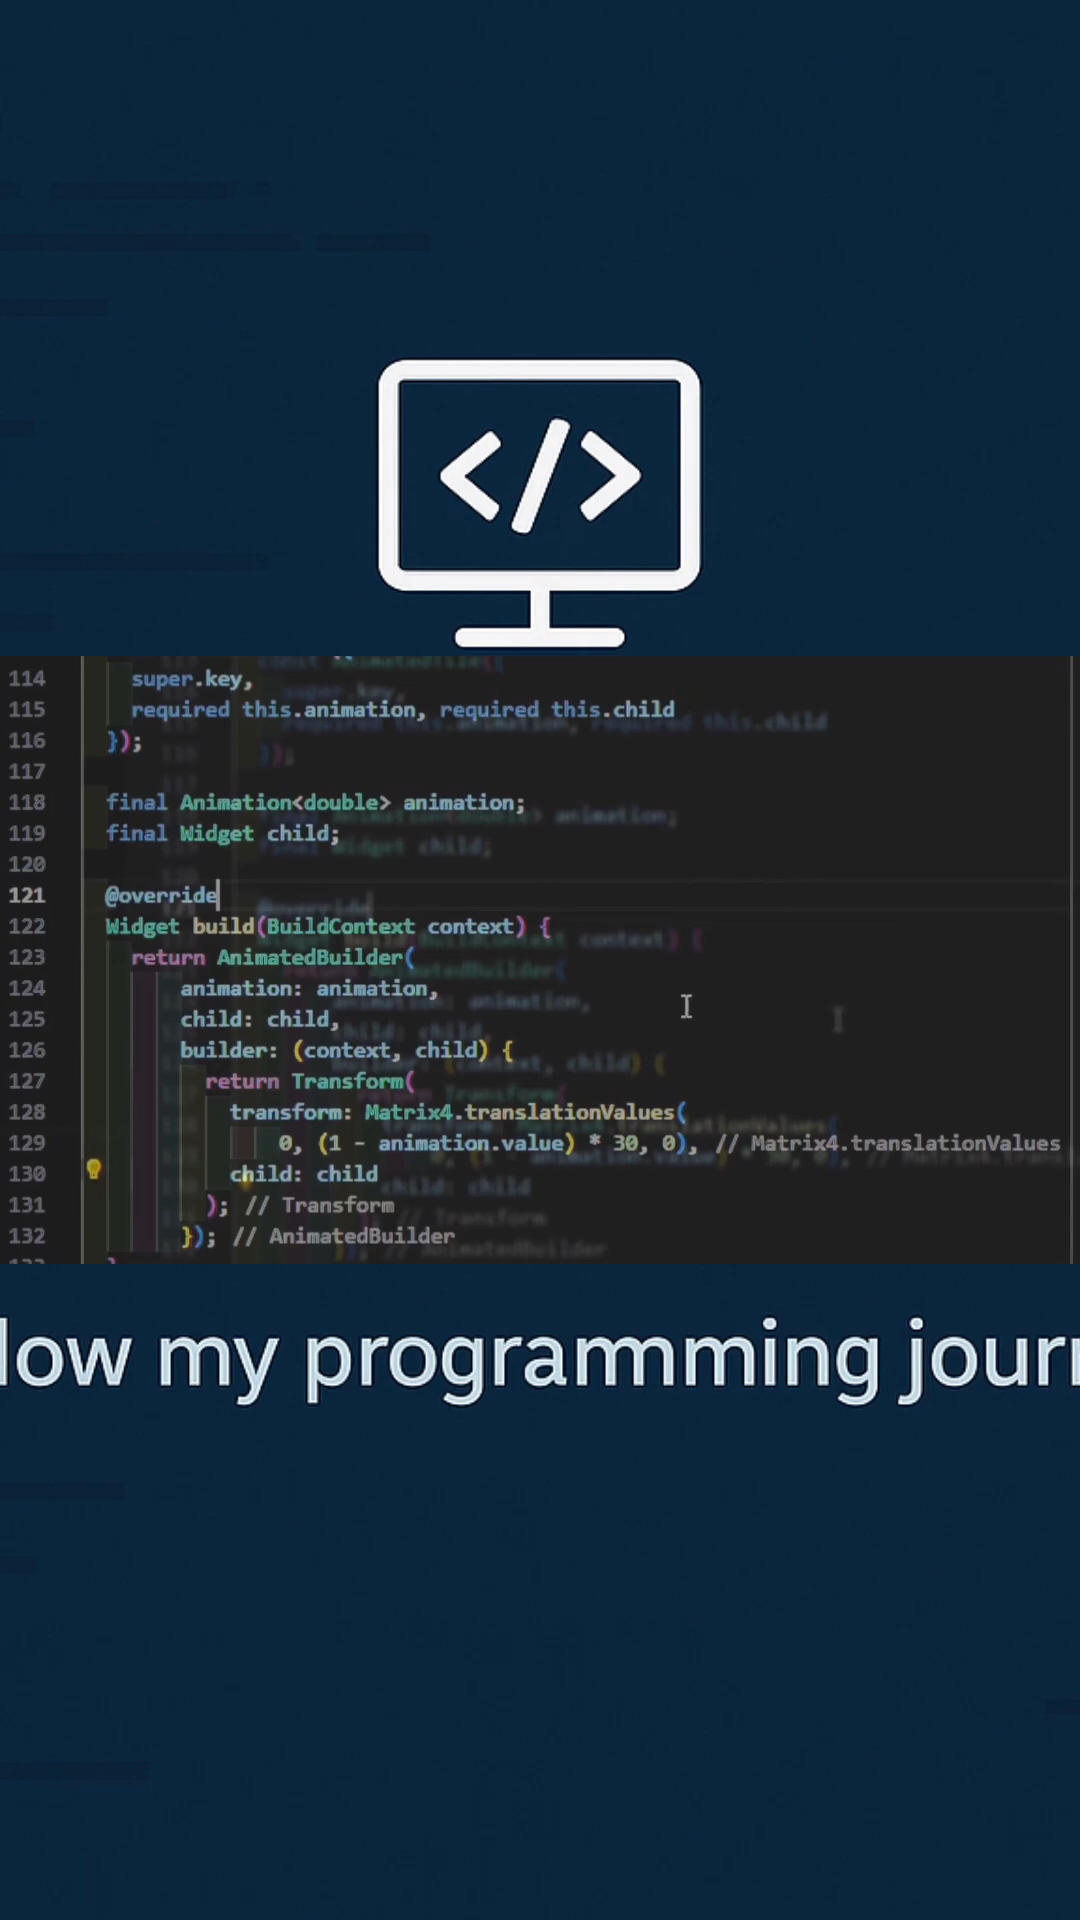 </>
114 super.key,
115 required this.animation, required this.child
116 });
117
118 final Animation<double> animation;
119 final Widget child;
120
121 @override
122 Widget build(BuildContext context) {
123 return AnimatedBuilder(
124 animation: animation,
125 child: child,
126 builder: (context, child) {
127 return Transform(
128 transform: Matrix4.translationValues(
129 0, (1 - animation.value) * 30, 0), // Matrix4.translationValues
130 child: child
131 ); // Transform
132 }); // AnimatedBuilder
low my programming journ